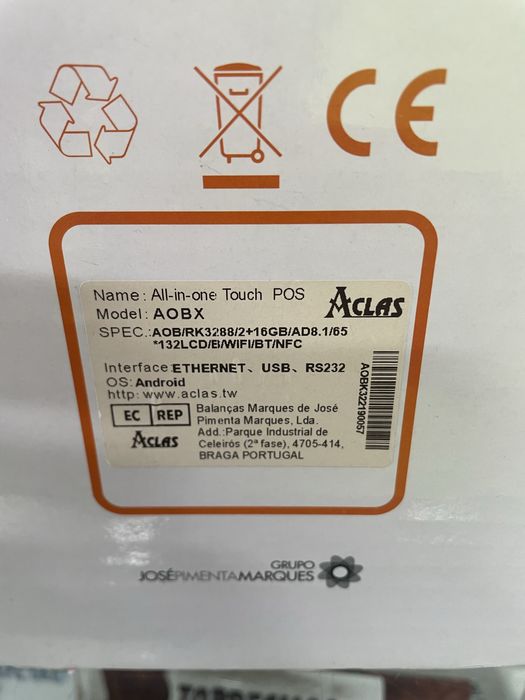 CE
Name: All-in-one Touch POS
ACLAS
Model: AOBX
SPEC.:AOB/RK3288/2+16GB/AD8.1/65
*132LCD/B/WIFI/BT/NFC
Interface:ETHERNET、USB、RS232
OS: Android
http: www.aclas.tw
EC REP
Balanças Marques de José
Pimenta Marques, Lda.
Add.:Parque Industrial de
Celeirós (2ª fase), 4705-414,
BRAGA PORTUGAL
ACLAS
AOBK322190057
GRUPO
JOSÉPIMENTAMARQUES